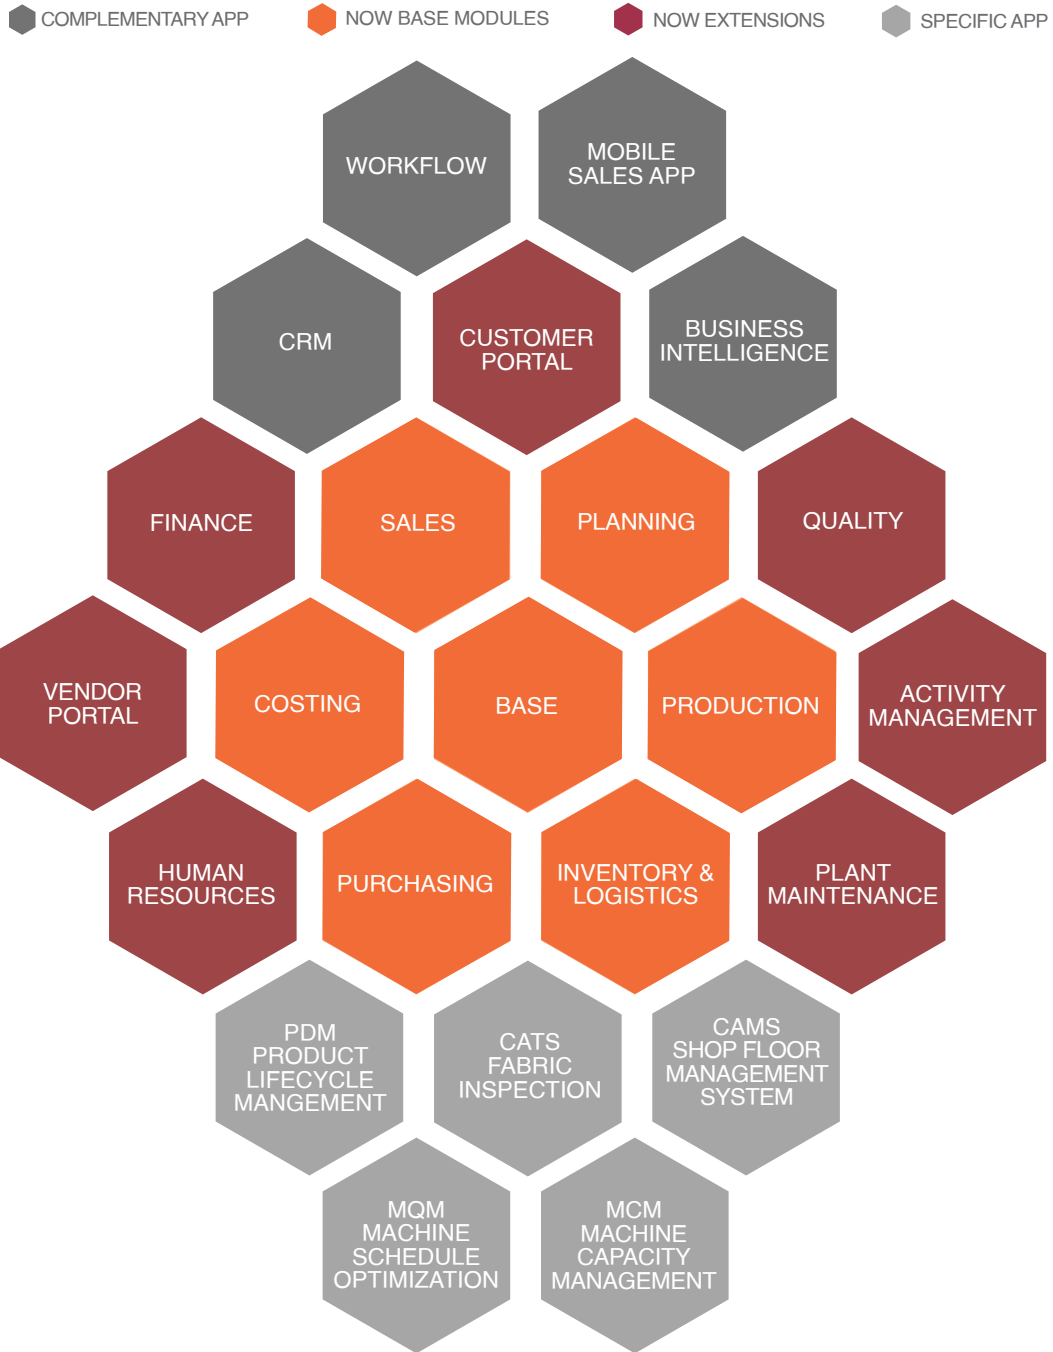 COMPLEMENTARY APP
NOW BASE MODULES
NOW EXTENSIONS
SPECIFIC APP
WORKFLOW
MOBILE
SALES APP
CRM
CUSTOMER
PORTAL
BUSINESS
INTELLIGENCE
FINANCE
SALES
PLANNING
QUALITY
VENDOR
PORTAL
COSTING
BASE
PRODUCTION
ACTIVITY
MANAGEMENT
HUMAN
RESOURCES
PURCHASING
INVENTORY &
LOGISTICS
PLANT
MAINTENANCE
PDM
PRODUCT
LIFECYCLE
MANGEMENT
CATS
FABRIC
INSPECTION
CAMS
SHOP FLOOR
MANAGEMENT
SYSTEM
MQM
MACHINE
SCHEDULE
OPTIMIZATION
MCM
MACHINE
CAPACITY
MANAGEMENT